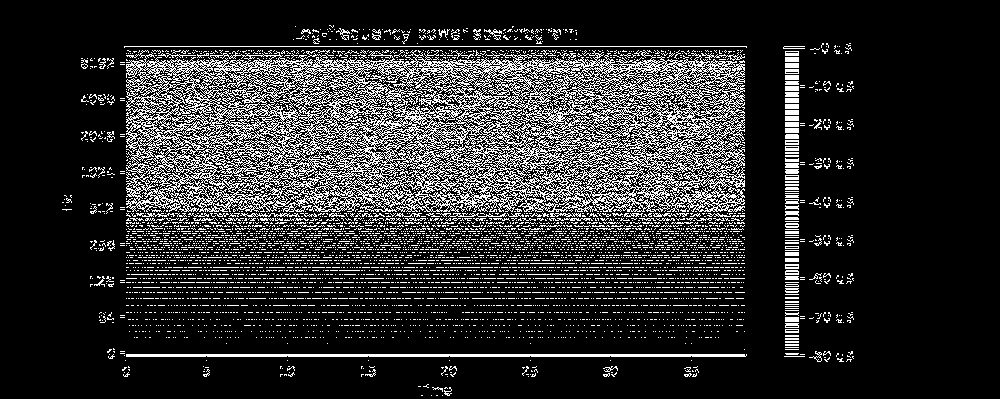 Log-frequency power spectrogram
8192
4096
2048
1024
512
256
128
64
0
Hz
0
5
10
15
20
25
30
35
Time
+0 dB
-10 dB
-20 dB
-30 dB
-40 dB
-50 dB
-60 dB
-70 dB
-80 dB